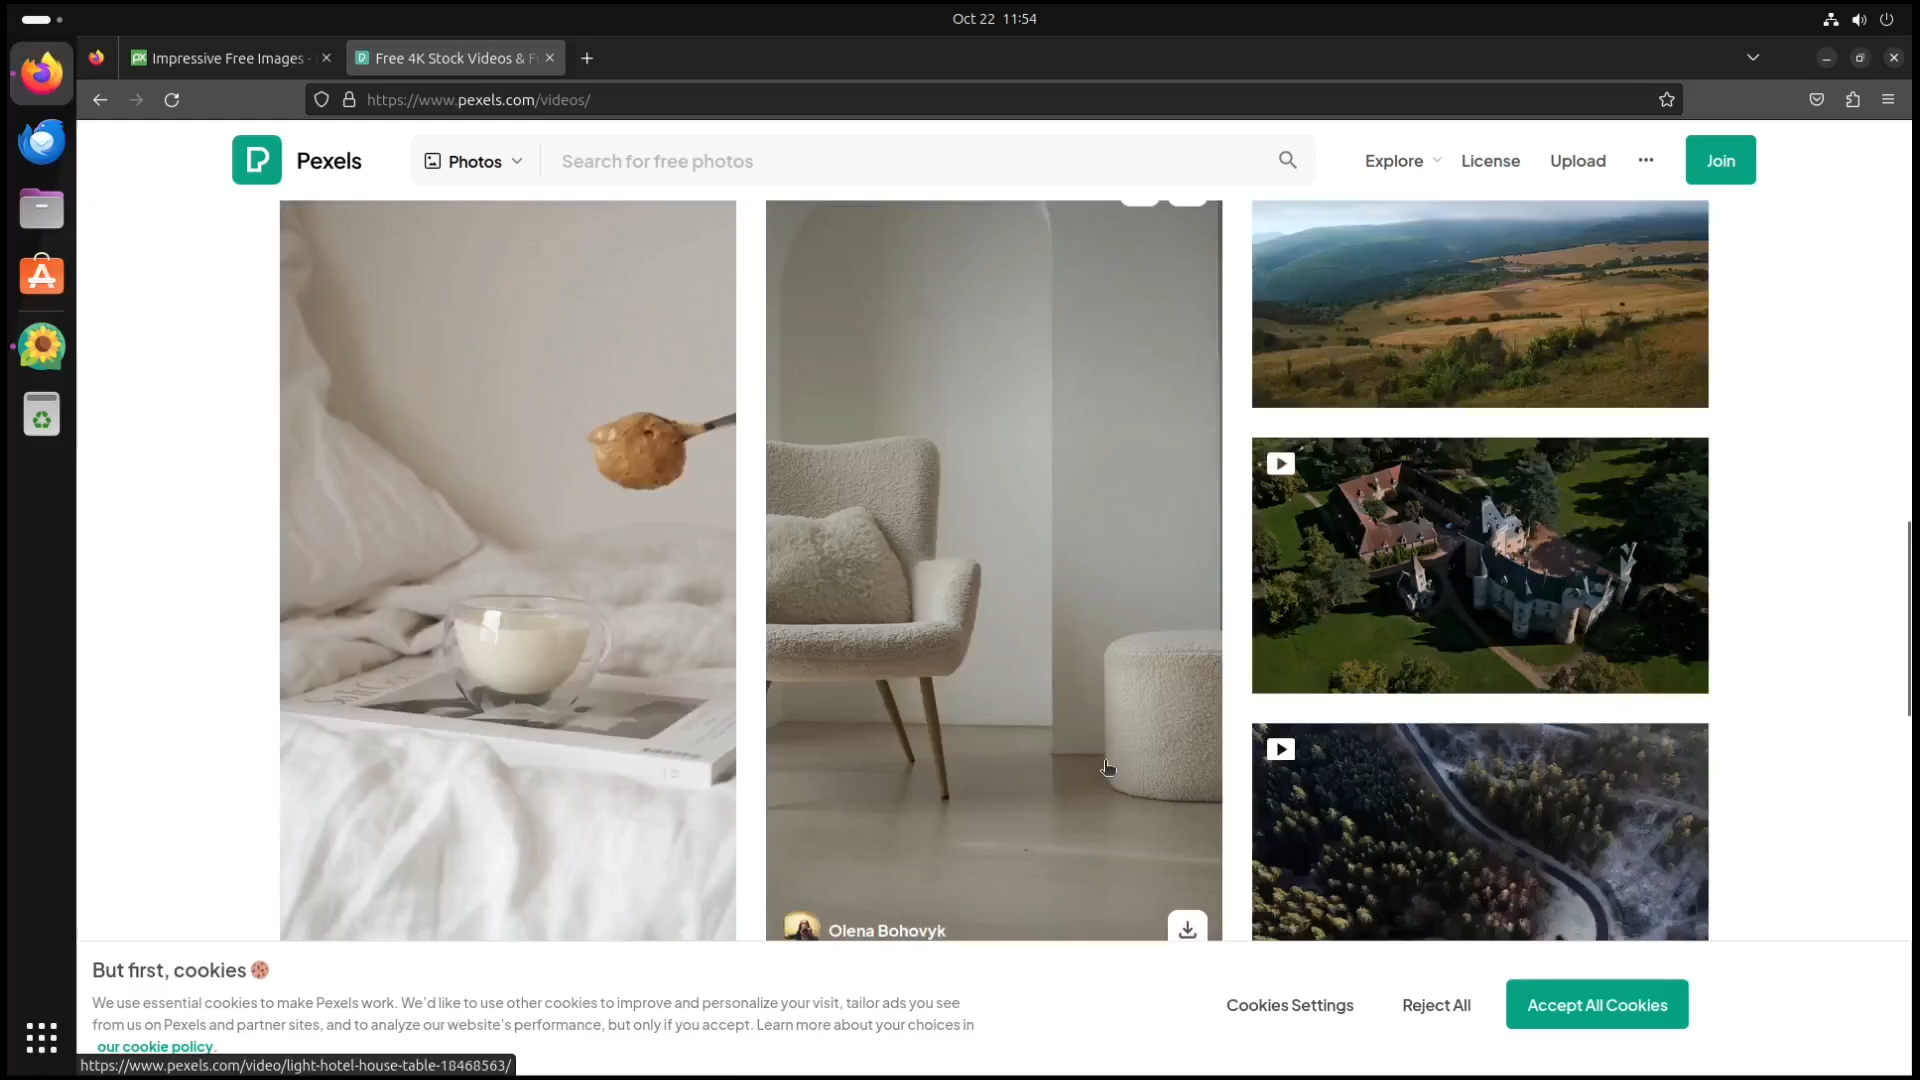 Oct 22 11:54
Impressive Free Images -
Free 4K Stock Videos & Fu
https://www.pexels.com/videos/
Pexels
Photos
Search for free photos
Explore
License
Upload
Join
Olena Bohovyk
But first, cookies 🍪
We use essential cookies to make Pexels work. We'd like to use other cookies to improve and personalize your visit, tailor ads you see
from us on Pexels and partner sites, and to analyze our website's performance, but only if you accept. Learn more about your choices in
our cookie policy.
Cookies Settings
Reject All
Accept All Cookies
https://www.pexels.com/video/light-hotel-house-table-18468563/